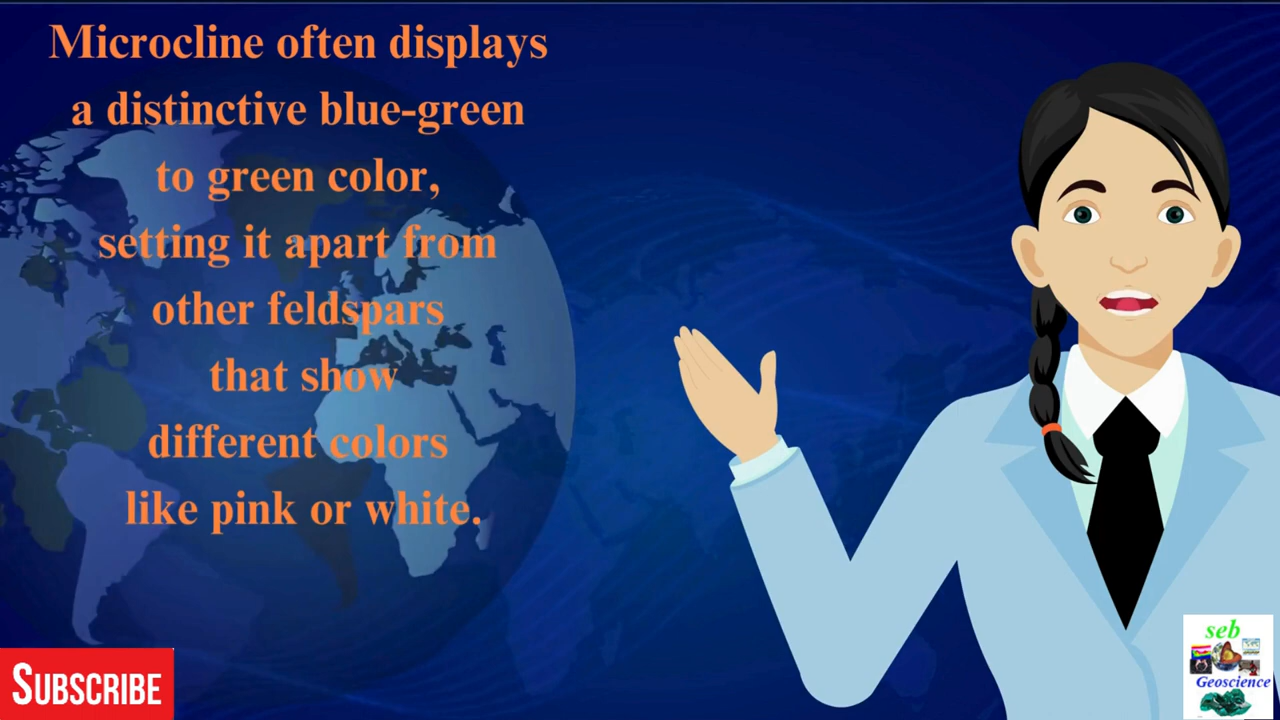 Microcline often displays
a distinctive blue-green
to green color,
setting it apart from
other feldspars
that show
different colors
like pink or white.
SUBSCRIBE
seb
Geoscience